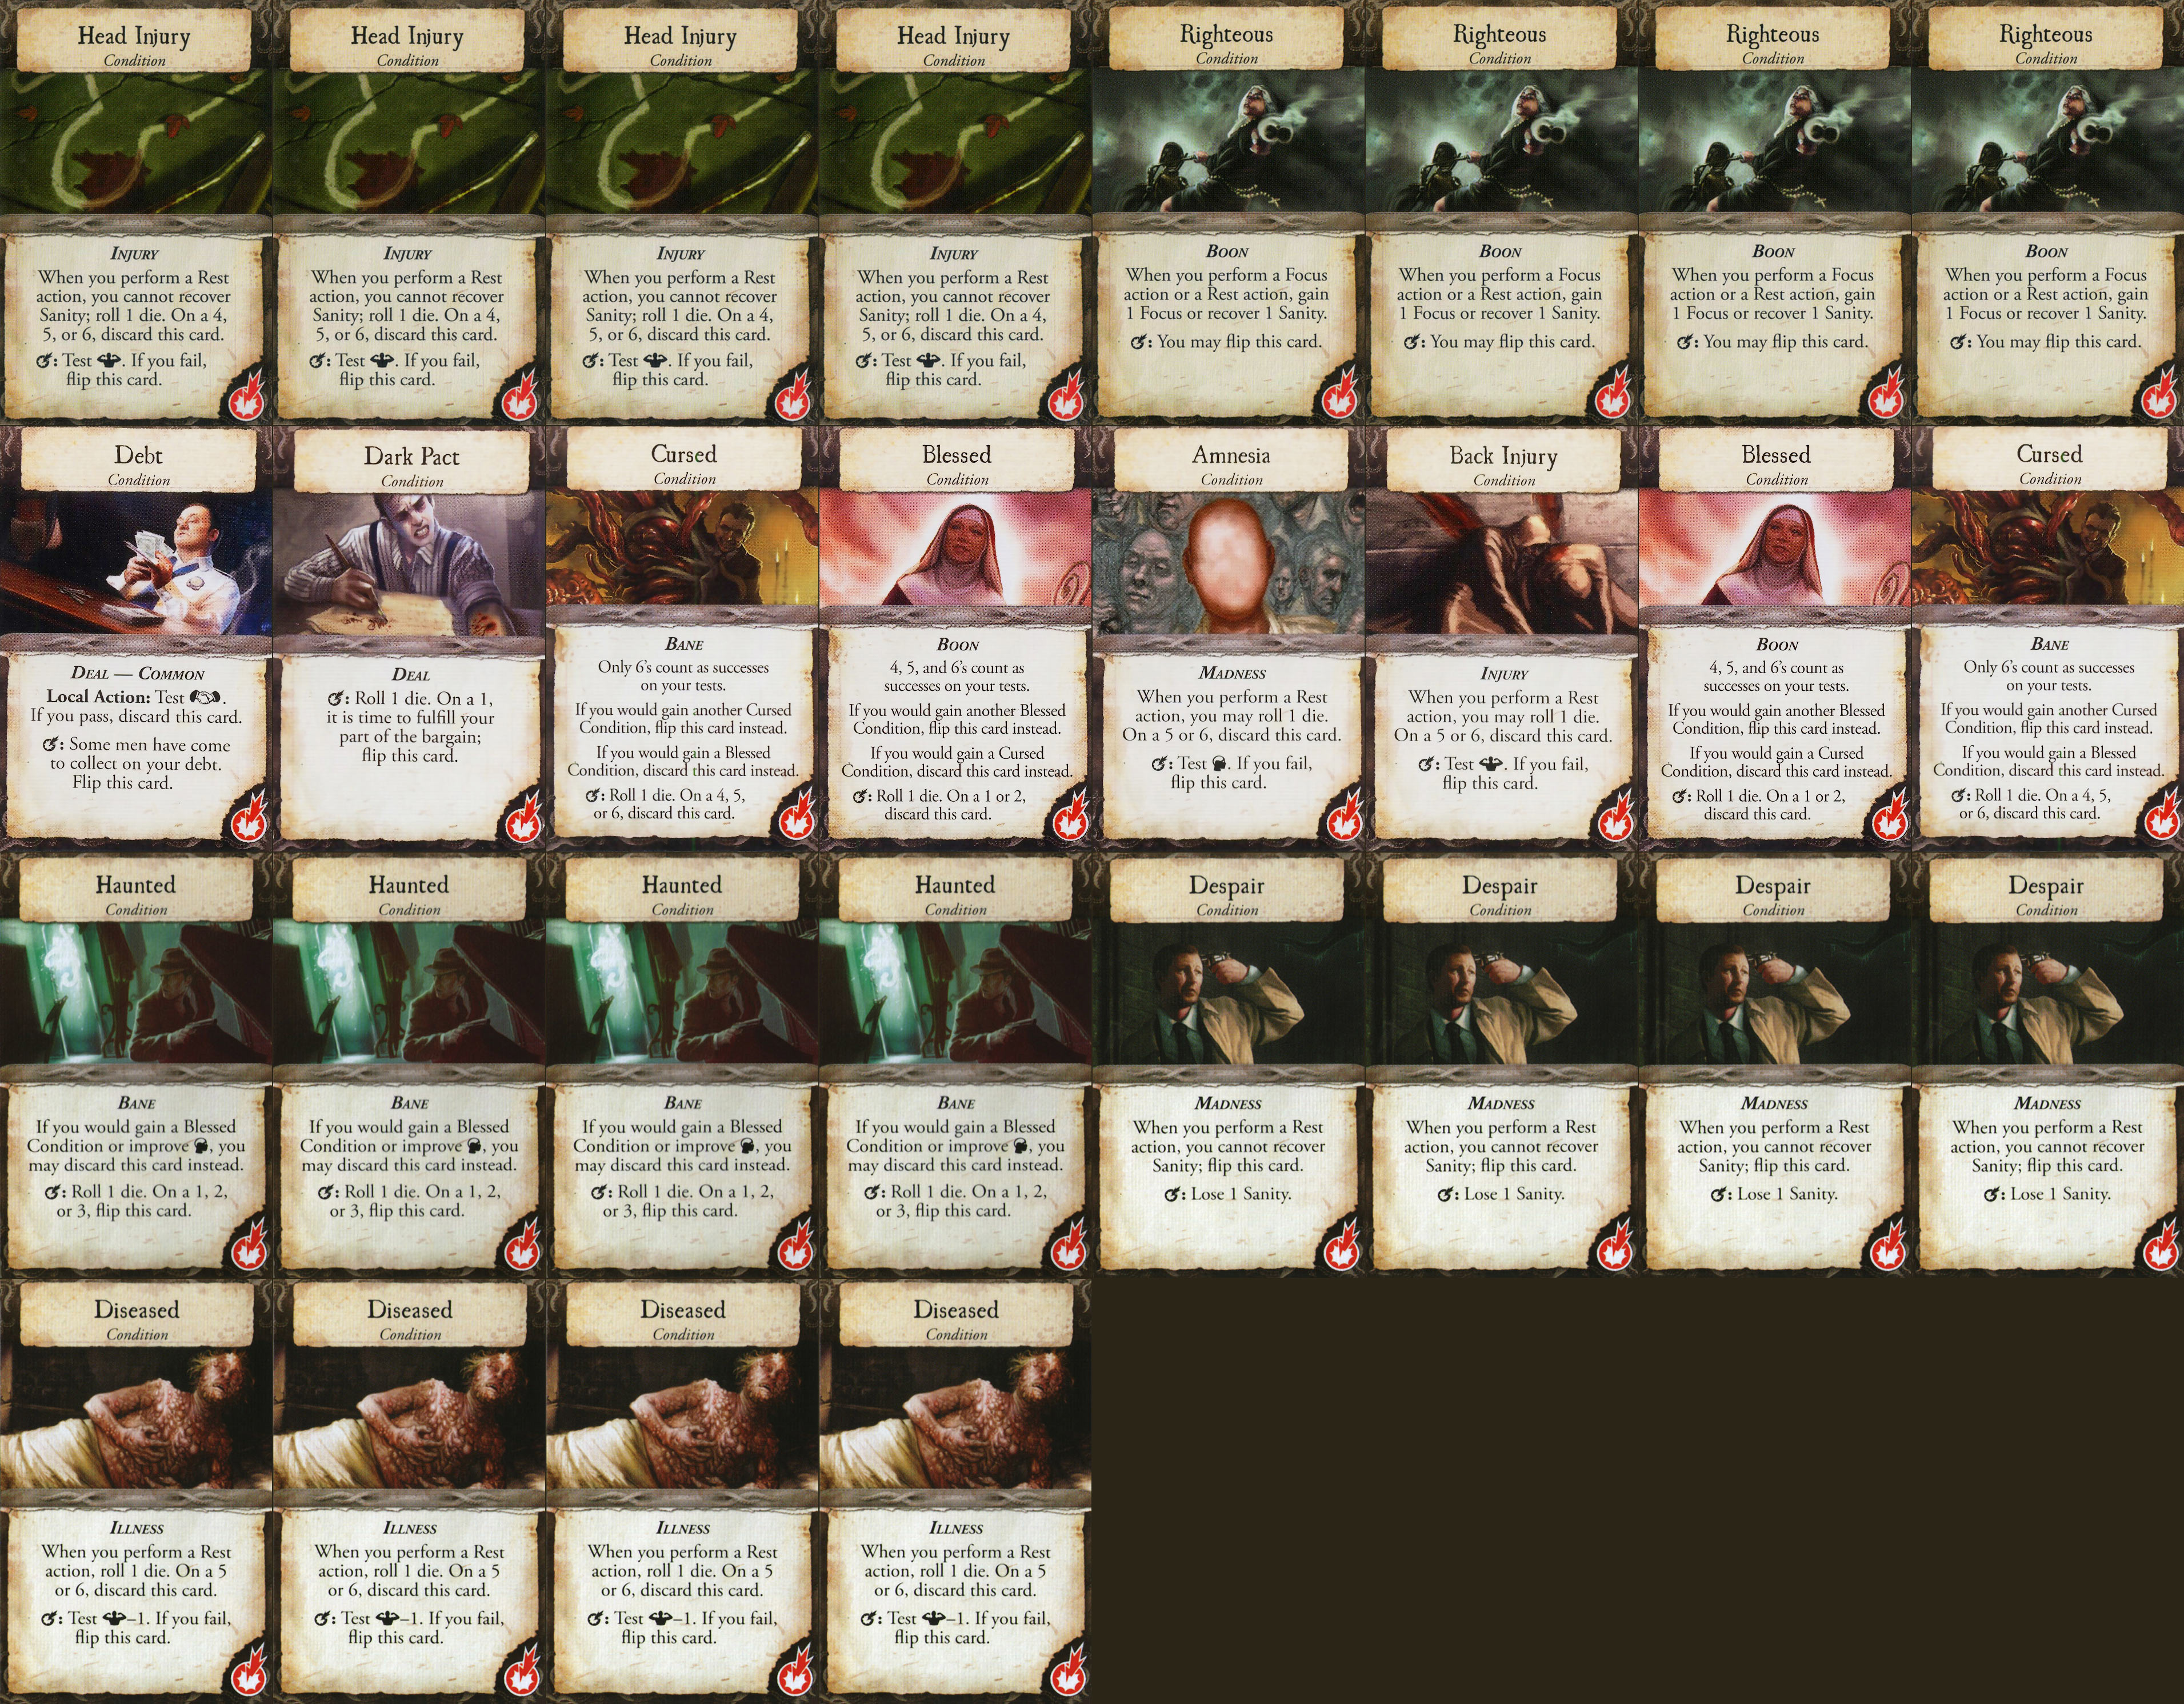 Head Injury
Condition
INJURY
When you perform a Rest
action, you cannot recover
Sanity; roll 1 die. On a 4,
5, or 6, discard this card.
: Test . If you fail,
flip this card.
Head Injury
Condition
INJURY
When you perform a Rest
action, you cannot recover
Sanity; roll 1 die. On a 4,
5, or 6, discard this card.
: Test . If you fail,
flip this card.
Head Injury
Condition
INJURY
When you perform a Rest
action, you cannot recover
Sanity; roll 1 die. On a 4,
5, or 6, discard this card.
: Test . If you fail,
flip this card.
Head Injury
Condition
INJURY
When you perform a Rest
action, you cannot recover
Sanity; roll 1 die. On a 4,
5, or 6, discard this card.
: Test . If you fail,
flip this card.
Righteous
Condition
BOON
When you perform a Focus
action or a Rest action, gain
1 Focus or recover 1 Sanity.
: You may flip this card.
Righteous
Condition
BOON
When you perform a Focus
action or a Rest action, gain
1 Focus or recover 1 Sanity.
: You may flip this card.
Righteous
Condition
BOON
When you perform a Focus
action or a Rest action, gain
1 Focus or recover 1 Sanity.
: You may flip this card.
Righteous
Condition
BOON
When you perform a Focus
action or a Rest action, gain
1 Focus or recover 1 Sanity.
: You may flip this card.
Debt
Condition
DEAL — COMMON
Local Action: Test .
If you pass, discard this card.
: Some men have come
to collect on your debt.
Flip this card.
Dark Pact
Condition
DEAL
: Roll 1 die. On a 1,
it is time to fulfill your
part of the bargain;
flip this card.
Cursed
Condition
BANE
Only 6's count as successes
on your tests.
If you would gain another Cursed
Condition, flip this card instead.
If you would gain a Blessed
Condition, discard this card instead.
: Roll 1 die. On a 4, 5,
or 6, discard this card.
Blessed
Condition
BOON
4, 5, and 6's count as
successes on your tests.
If you would gain another Blessed
Condition, flip this card instead.
If you would gain a Cursed
Condition, discard this card instead.
: Roll 1 die. On a 1 or 2,
discard this card.
Amnesia
Condition
MADNESS
When you perform a Rest
action, you may roll 1 die.
On a 5 or 6, discard this card.
: Test . If you fail,
flip this card.
Back Injury
Condition
INJURY
When you perform a Rest
action, you may roll 1 die.
On a 5 or 6, discard this card.
: Test . If you fail,
flip this card.
Blessed
Condition
BOON
4, 5, and 6's count as
successes on your tests.
If you would gain another Blessed
Condition, flip this card instead.
If you would gain a Cursed
Condition, discard this card instead.
: Roll 1 die. On a 1 or 2,
discard this card.
Cursed
Condition
BANE
Only 6's count as successes
on your tests.
If you would gain another Cursed
Condition, flip this card instead.
If you would gain a Blessed
Condition, discard this card instead.
: Roll 1 die. On a 4, 5,
or 6, discard this card.
Haunted
Condition
BANE
If you would gain a Blessed
Condition or improve , you
may discard this card instead.
: Roll 1 die. On a 1, 2,
or 3, flip this card.
Haunted
Condition
BANE
If you would gain a Blessed
Condition or improve , you
may discard this card instead.
: Roll 1 die. On a 1, 2,
or 3, flip this card.
Haunted
Condition
BANE
If you would gain a Blessed
Condition or improve , you
may discard this card instead.
: Roll 1 die. On a 1, 2,
or 3, flip this card.
Haunted
Condition
BANE
If you would gain a Blessed
Condition or improve , you
may discard this card instead.
: Roll 1 die. On a 1, 2,
or 3, flip this card.
Despair
Condition
MADNESS
When you perform a Rest
action, you cannot recover
Sanity; flip this card.
: Lose 1 Sanity.
Despair
Condition
MADNESS
When you perform a Rest
action, you cannot recover
Sanity; flip this card.
: Lose 1 Sanity.
Despair
Condition
MADNESS
When you perform a Rest
action, you cannot recover
Sanity; flip this card.
: Lose 1 Sanity.
Despair
Condition
MADNESS
When you perform a Rest
action, you cannot recover
Sanity; flip this card.
: Lose 1 Sanity.
Diseased
Condition
ILLNESS
When you perform a Rest
action, roll 1 die. On a 5
or 6, discard this card.
: Test –1. If you fail,
flip this card.
Diseased
Condition
ILLNESS
When you perform a Rest
action, roll 1 die. On a 5
or 6, discard this card.
: Test –1. If you fail,
flip this card.
Diseased
Condition
ILLNESS
When you perform a Rest
action, roll 1 die. On a 5
or 6, discard this card.
: Test –1. If you fail,
flip this card.
Diseased
Condition
ILLNESS
When you perform a Rest
action, roll 1 die. On a 5
or 6, discard this card.
: Test –1. If you fail,
flip this card.